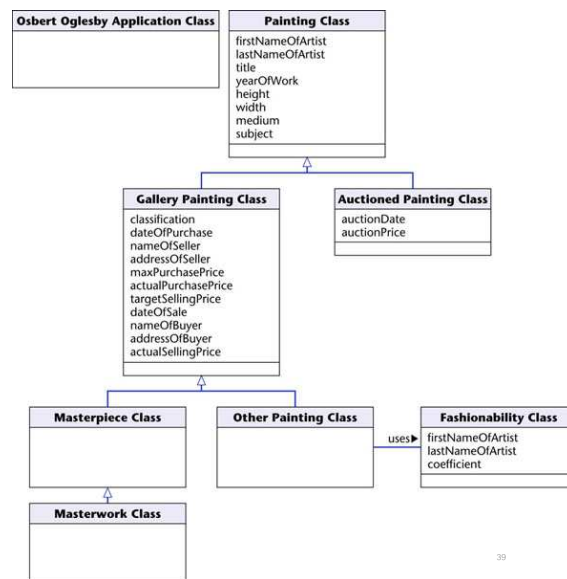 Osbert Oglesby Application Class
Painting Class
firstNameOfArtist
lastNameOfArtist
title
yearOfWork
height
width
medium
subject
Gallery Painting Class
classification
dateOfPurchase
nameOfSeller
addressOfSeller
maxPurchasePrice
actualPurchasePrice
targetSellingPrice
dateOfSale
nameOfBuyer
addressOfBuyer
actualSellingPrice
Auctioned Painting Class
auctionDate
auctionPrice
Masterpiece Class
Other Painting Class
uses
Fashionability Class
firstNameOfArtist
lastNameOfArtist
coefficient
Masterwork Class
39